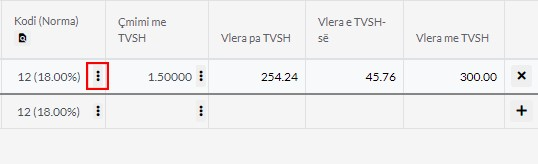 Kodi (Norma) Çmimi me TVSH Vlera pa TVSH Vlera e TVSH-së Vlera me TVSH
12 (18.00%) 1.50000 254.24 45.76 300.00
12 (18.00%)